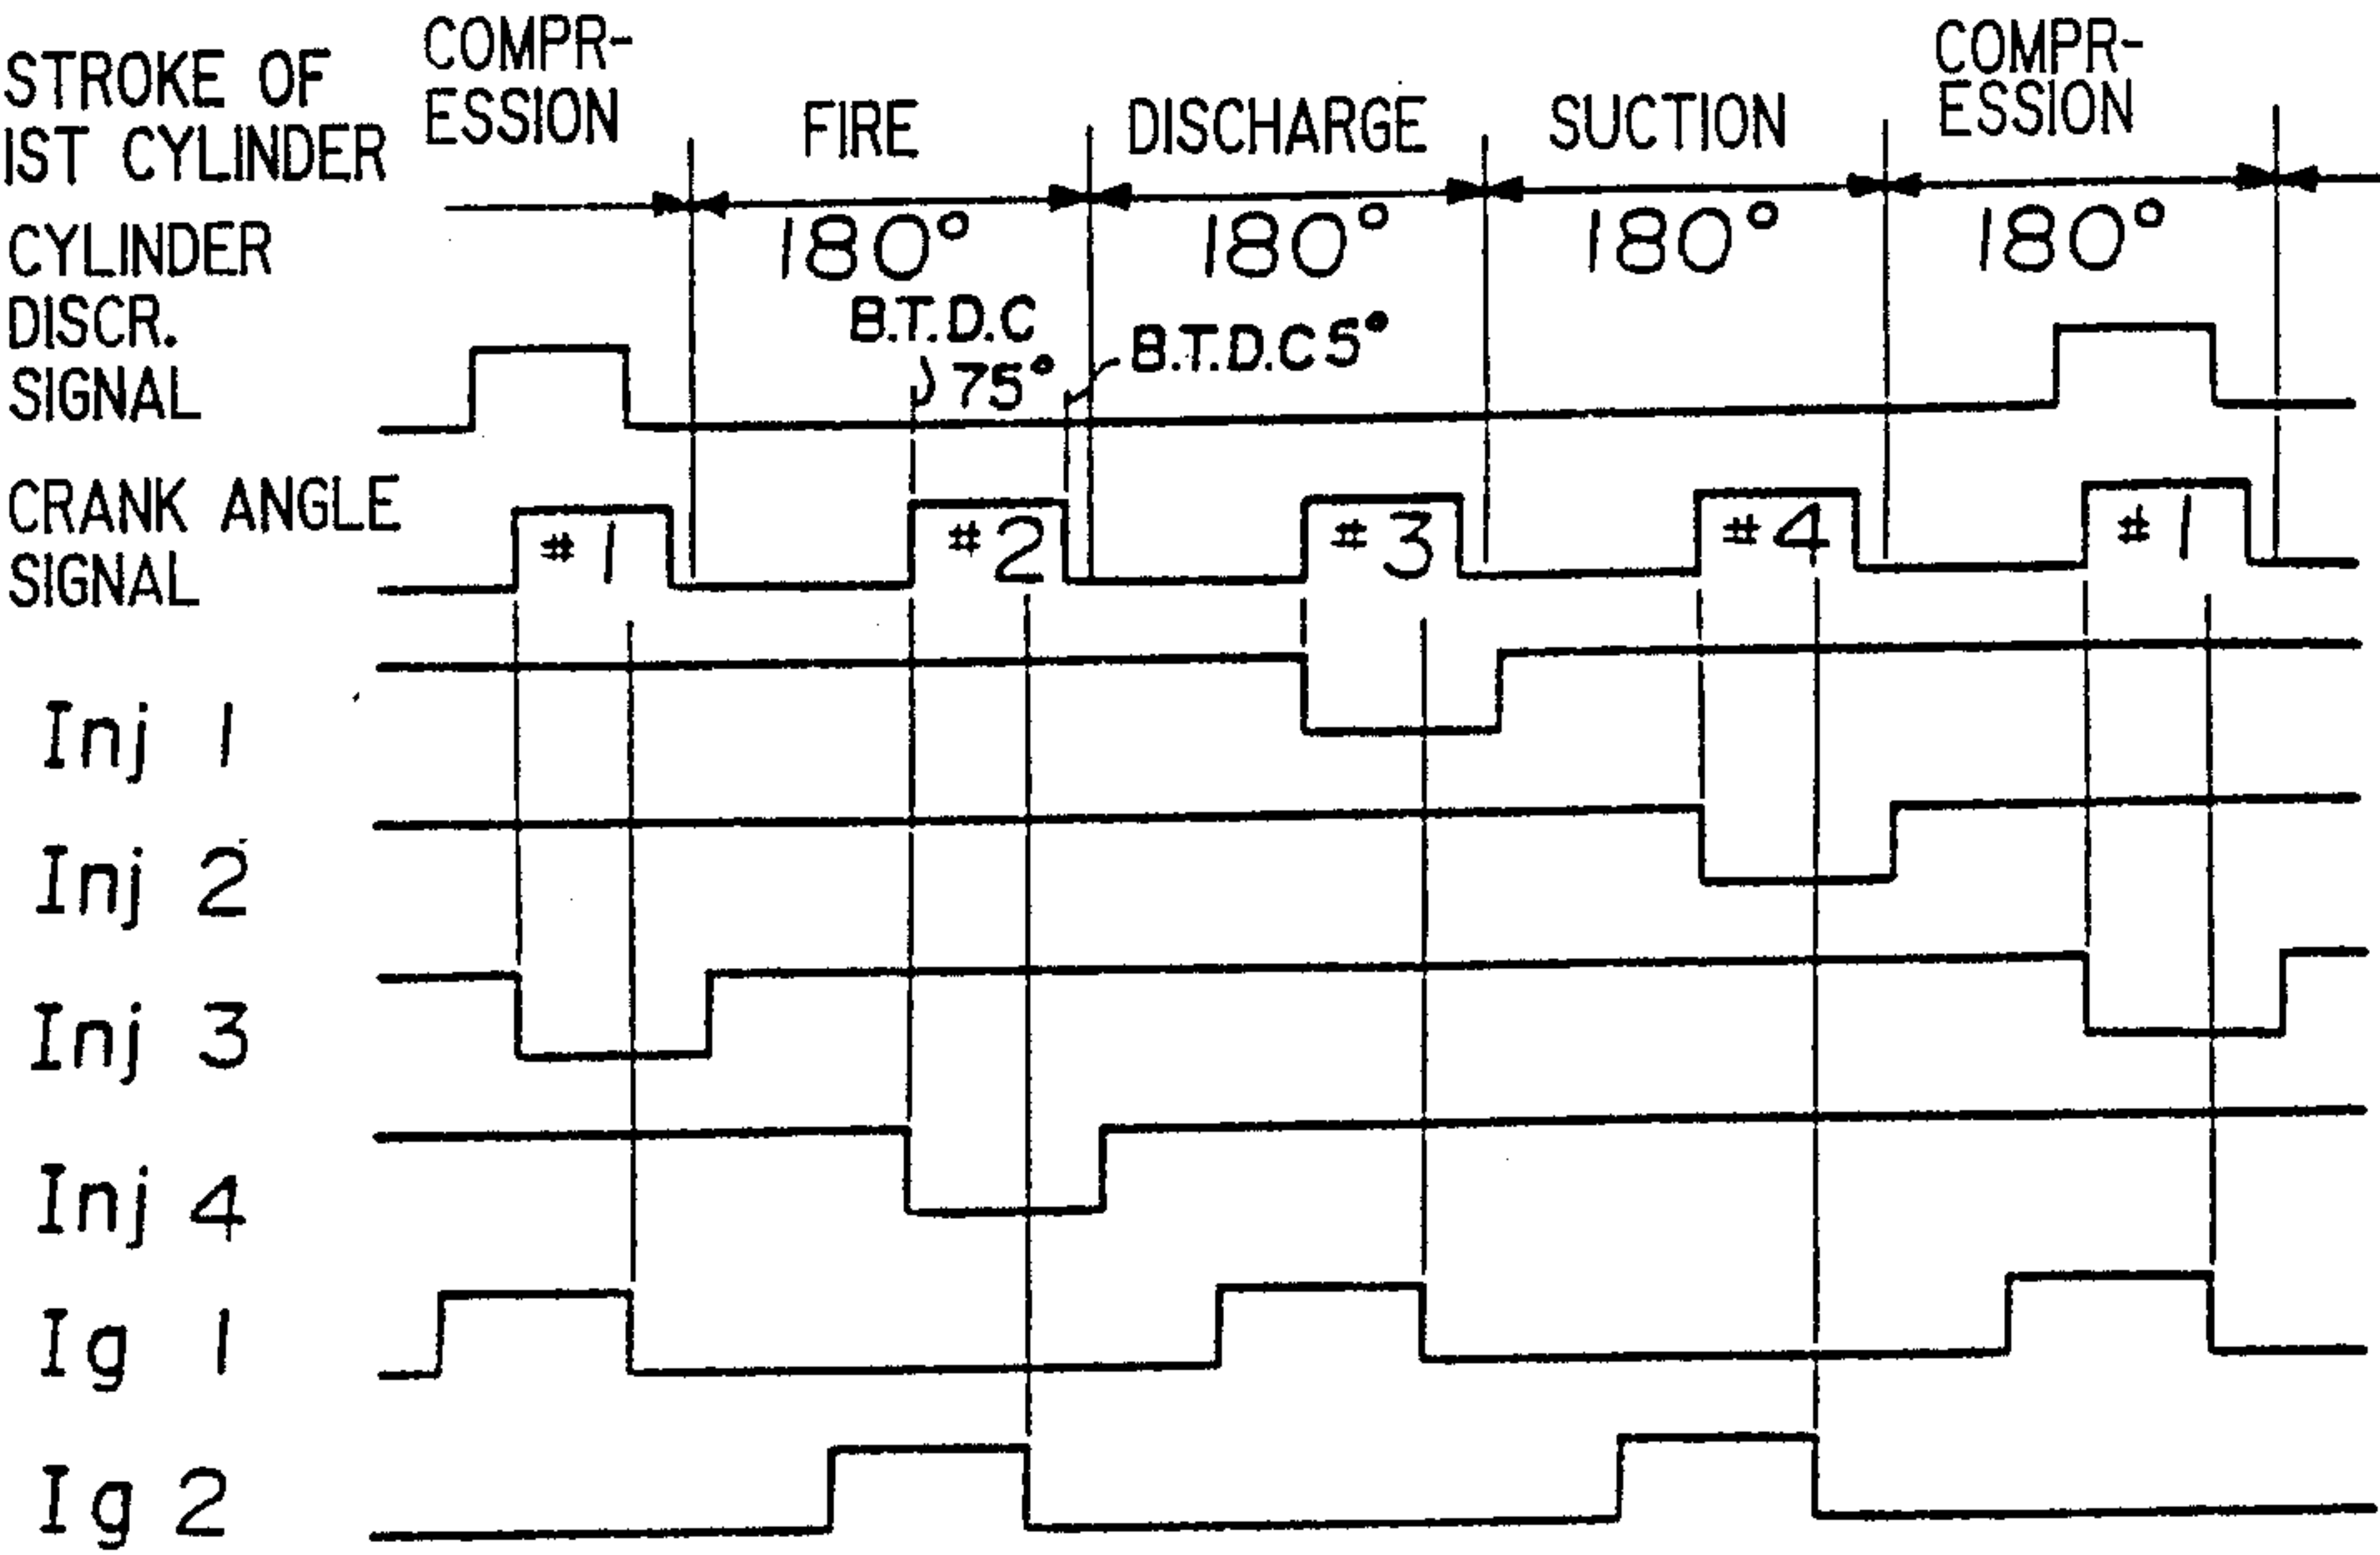 STROKE OF
IST CYLINDER
COMPR-
ESSION
FIRE
DISCHARGE
SUCTION
COMPR-
ESSION
180°
180°
180°
180°
CYLINDER
DISCR.
SIGNAL
B.T.D.C
75°
B.T.D.C 5°
CRANK ANGLE
SIGNAL
#1
#2
#3
#4
#1
Inj 1
Inj 2
Inj 3
Inj 4
Ig 1
Ig 2